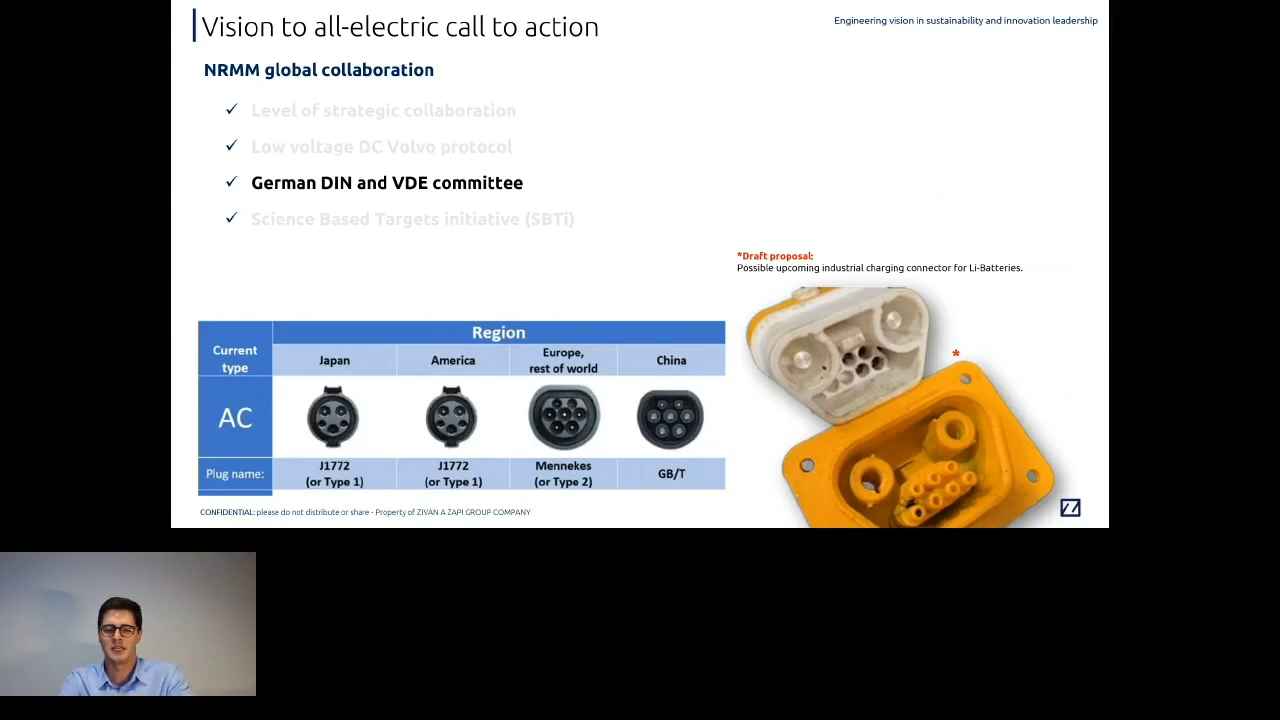 Vision to all-electric call to action
Engineering vision in sustainability and innovation leadership
NRMM global collaboration
✓ Level of strategic collaboration
✓ Low voltage DC Volvo protocol
✓ German DIN and VDE committee
✓ Science Based Targets initiative (SBTi)
*Draft proposal:
Possible upcoming industrial charging connector for Li-Batteries.
Region
Current
type
Japan
America
Europe,
rest of world
China
AC
*
Plug name:
J1772
(or Type 1)
J1772
(or Type 1)
Mennekes
(or Type 2)
GB/T
CONFIDENTIAL: please do not distribute or share - Property of ZIVAN A ZAPI GROUP COMPANY